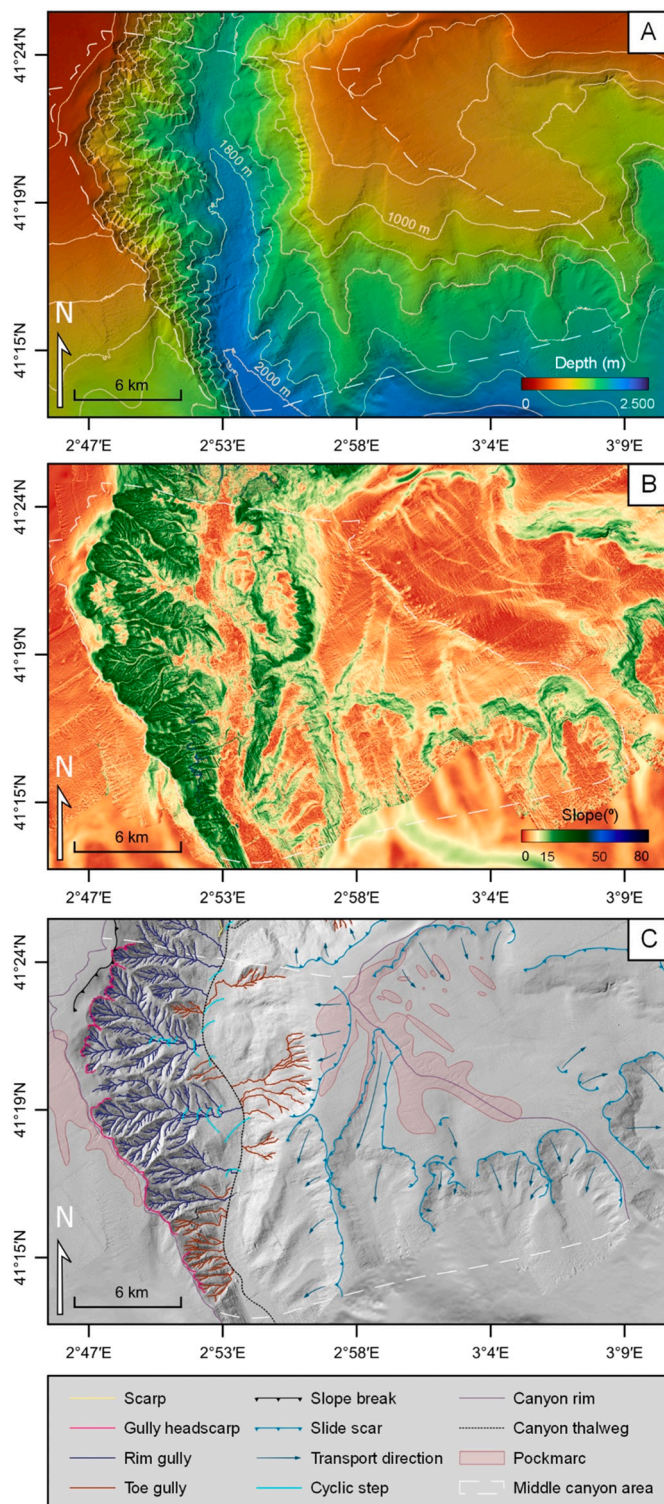 A
41°24'N
1800 m
41°19'N
1000 m
N
41°15'N
2000 m
Depth (m)
6 km
0 2.500
2°47'E 2°53'E 2°58'E 3°4'E 3°9'E
B
41°24'N
41°19'N
N
41°15'N
Slope(º)
6 km
0 15 50 80
2°47'E 2°53'E 2°58'E 3°4'E 3°9'E
C
41°24'N
41°19'N
N
41°15'N
6 km
2°47'E 2°53'E 2°58'E 3°4'E 3°9'E
Scarp Slope break Canyon rim
Gully headscarp Slide scar Canyon thalweg
Rim gully Transport direction Pockmarc
Toe gully Cyclic step Middle canyon area